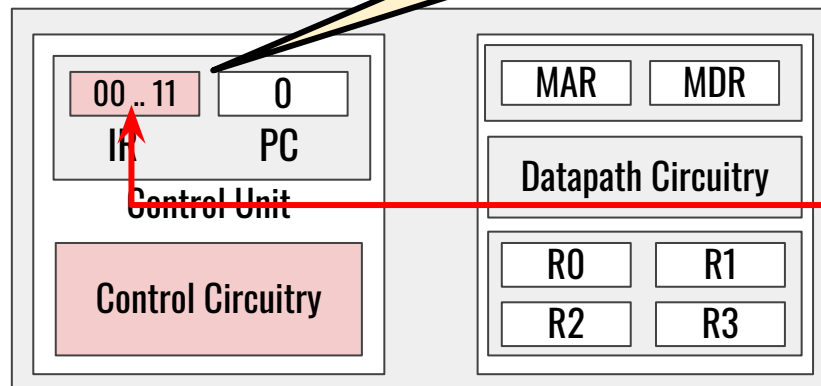 00 .. 11 0
IR PC
Control Unit
Control Circuitry
MAR MDR
Datapath Circuitry
R0 R1
R2 R3